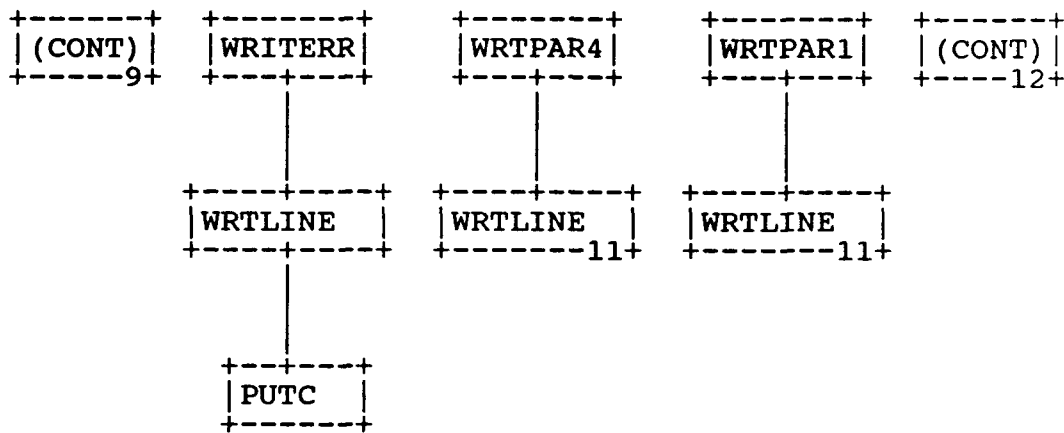 (CONT) WRITERR WRTPAR4 WRTPAR1 (CONT)
9 12
WRTLINE WRTLINE WRTLINE
11 11
PUTC